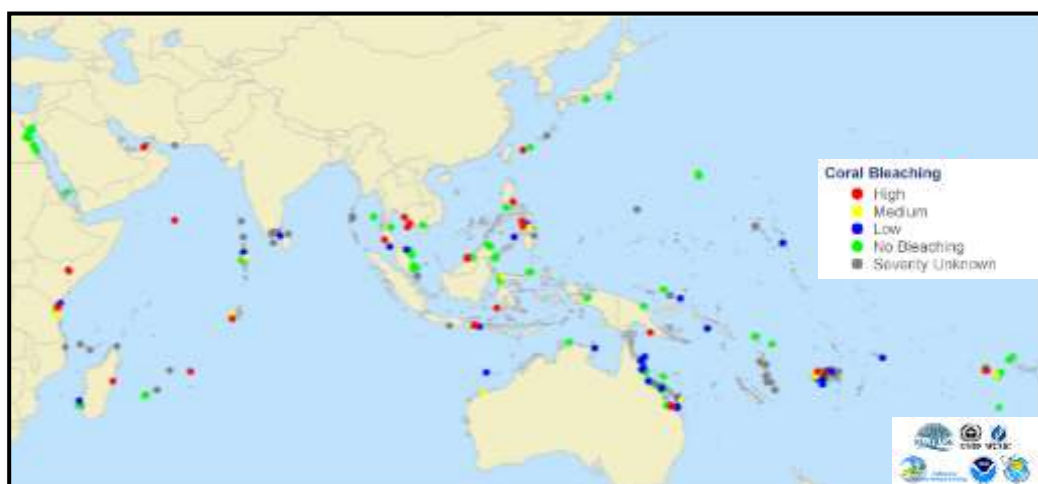 Coral Bleaching
High
Medium
Low
No Bleaching
Severity Unknown